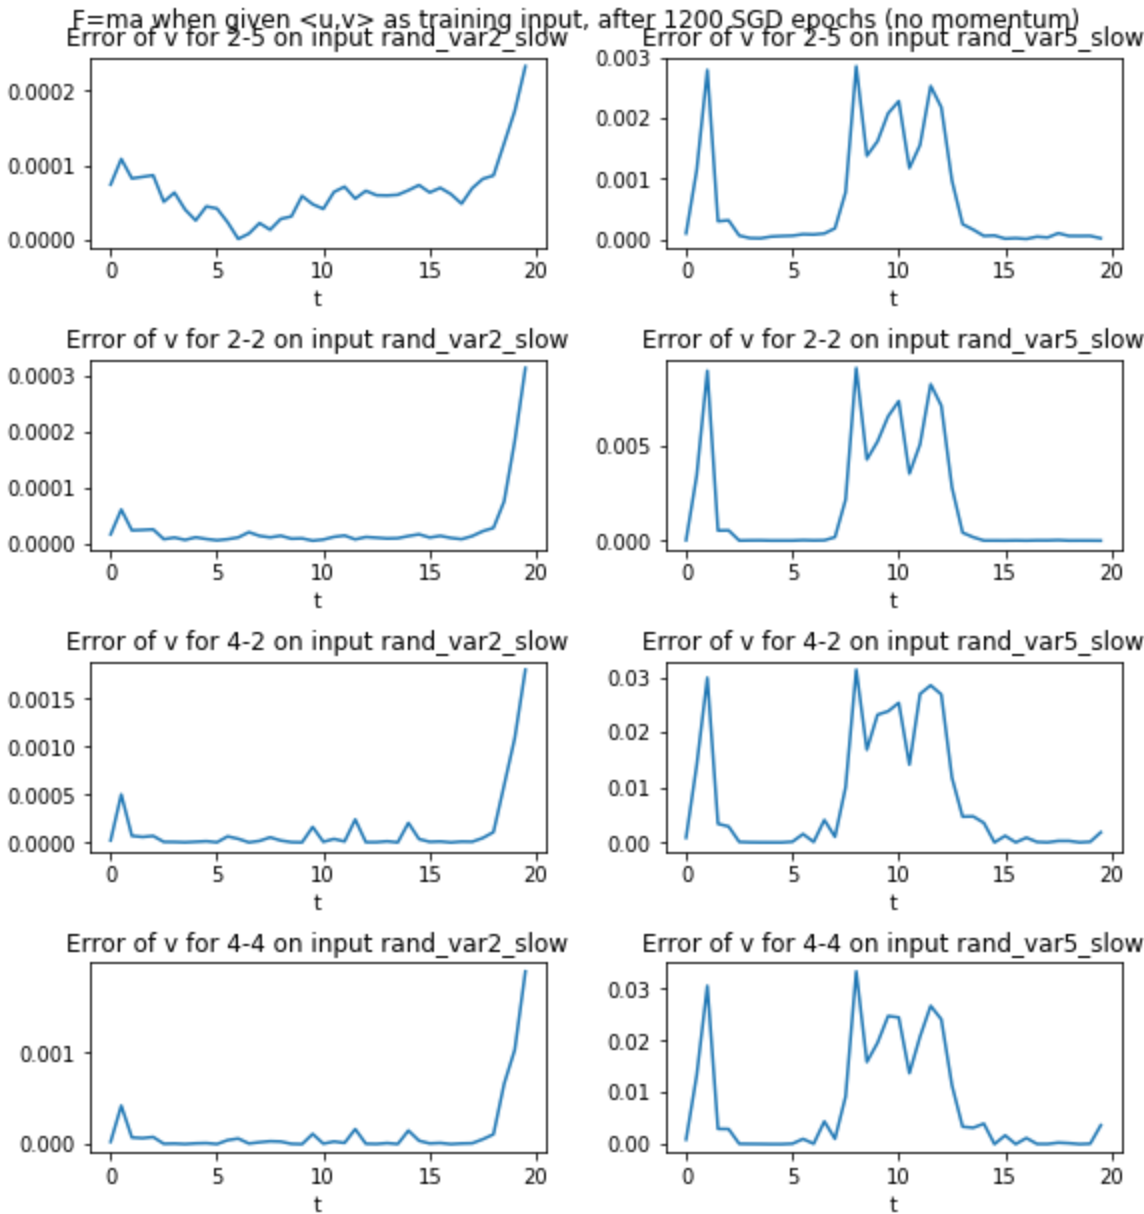 F=ma when given <u,v> as training input, after 1200 SGD epochs (no momentum)
Error of v for 2-5 on input rand_var2_slow
0.0002
0.0001
0.0000
0 5 10 15 20
t
Error of v for 2-5 on input rand_var5_slow
0.003
0.002
0.001
0.000
0 5 10 15 20
t
Error of v for 2-2 on input rand_var2_slow
0.0003
0.0002
0.0001
0.0000
0 5 10 15 20
t
Error of v for 2-2 on input rand_var5_slow
0.005
0.000
0 5 10 15 20
t
Error of v for 4-2 on input rand_var2_slow
0.0015
0.0010
0.0005
0.0000
0 5 10 15 20
t
Error of v for 4-2 on input rand_var5_slow
0.03
0.02
0.01
0.00
0 5 10 15 20
t
Error of v for 4-4 on input rand_var2_slow
0.001
0.000
0 5 10 15 20
t
Error of v for 4-4 on input rand_var5_slow
0.03
0.02
0.01
0.00
0 5 10 15 20
t